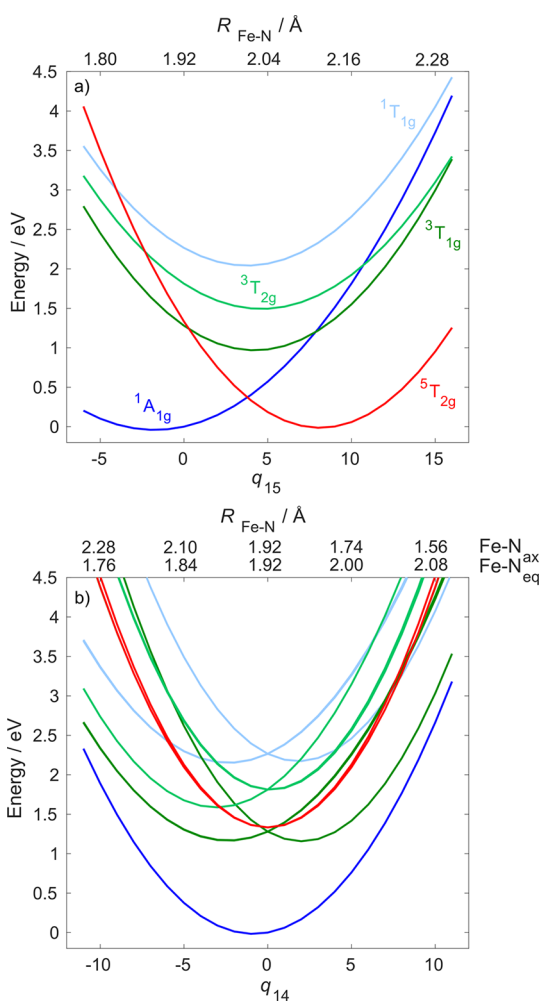 R Fe-N / Å
1.80 1.92 2.04 2.16 2.28
a)
4.5
4
3.5
3
2.5
2
1.5
1
0.5
0
Energy / eV
1T1g
3T1g
3T2g
1A1g
5T2g
-5 0 5 10 15
q15
R Fe-N / Å
2.28 2.10 1.92 1.74 1.56 Fe-Nax
1.76 1.84 1.92 2.00 2.08 Fe-Neq
b)
4.5
4
3.5
3
2.5
2
1.5
1
0.5
0
Energy / eV
-10 -5 0 5 10
q14